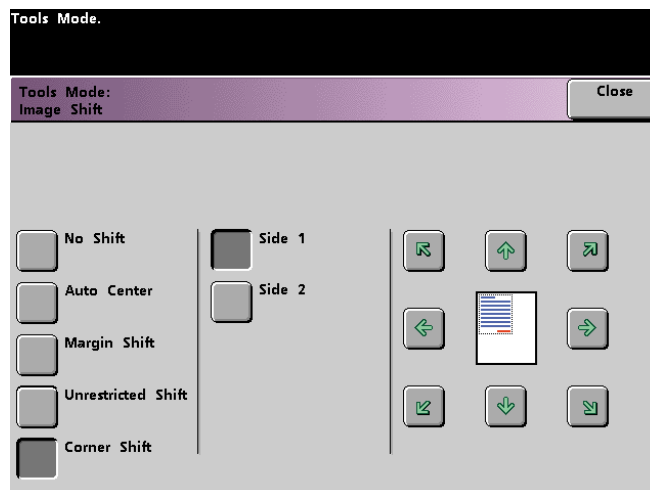 Tools Mode.
Tools Mode:
Image Shift
Close
No Shift
Auto Center
Margin Shift
Unrestricted Shift
Corner Shift
Side 1
Side 2